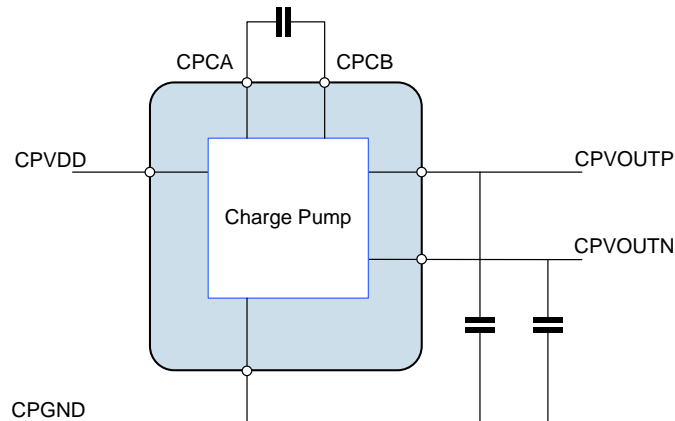 CPCA
CPCB
CPVDD
CPVOUTP
Charge Pump
CPVOUTN
CPGND